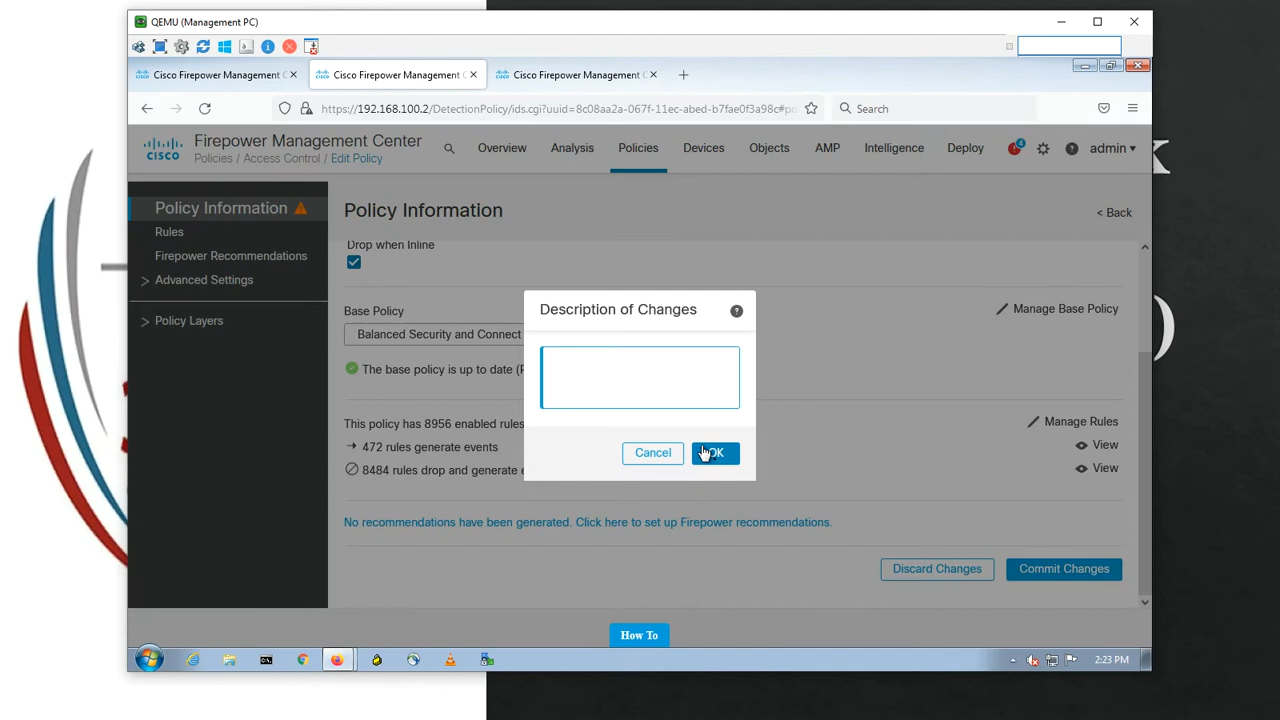 QEMU (Management PC)
Cisco Firepower Management C
Cisco Firepower Management C
Cisco Firepower Management C
https://192.168.100.2/DetectionPolicy/ids.cgi?uuid=8c08aa2a-067f-11ec-abed-b7fae0f3a98c#po
Search
CISCO
Firepower Management Center
Policies / Access Control / Edit Policy
Overview
Analysis
Policies
Devices
Objects
AMP
Intelligence
Deploy
4
admin
Policy Information
Rules
Firepower Recommendations
Advanced Settings
Policy Layers
Policy Information
< Back
Drop when Inline
Base Policy
Manage Base Policy
Balanced Security and Connect
The base policy is up to date (R
This policy has 8956 enabled rules
Manage Rules
472 rules generate events
View
8484 rules drop and generate e
View
No recommendations have been generated. Click here to set up Firepower recommendations.
Discard Changes
Commit Changes
Description of Changes
Cancel
OK
How To
2:23 PM